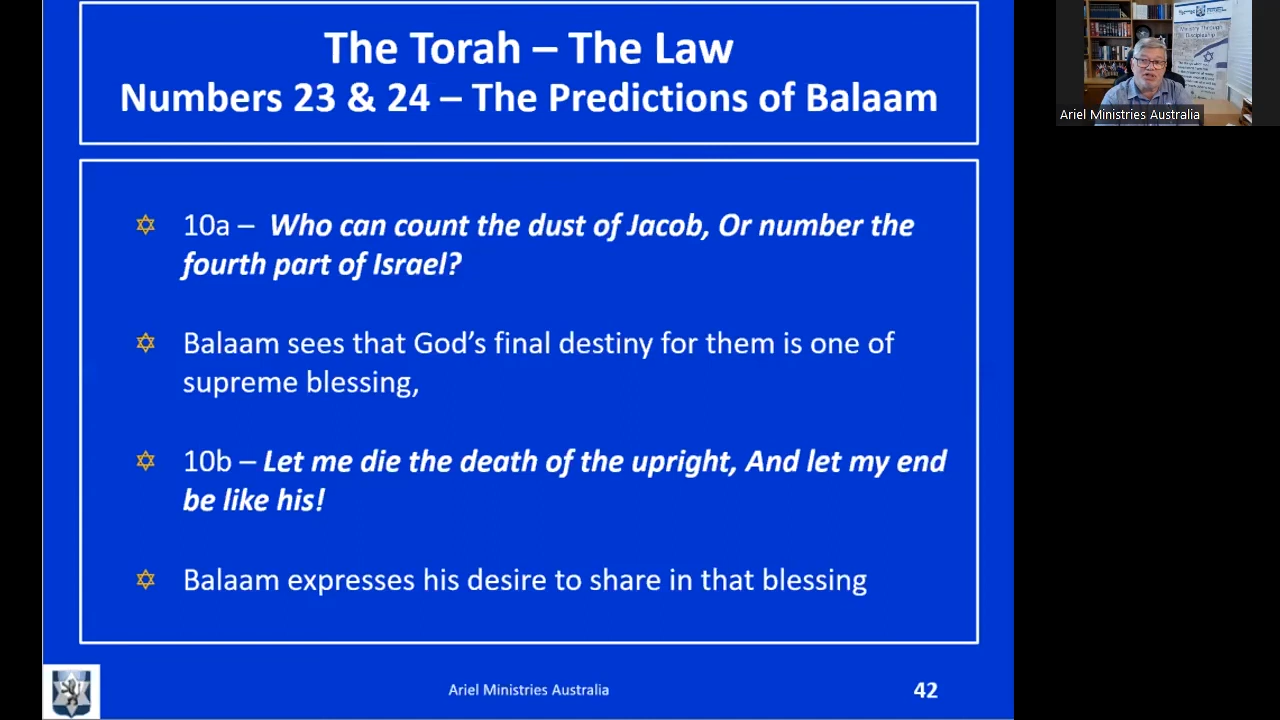 The Torah – The Law
Numbers 23 & 24 – The Predictions of Balaam
10a – Who can count the dust of Jacob, Or number the
fourth part of Israel?
Balaam sees that God’s final destiny for them is one of
supreme blessing,
10b – Let me die the death of the upright, And let my end
be like his!
Balaam expresses his desire to share in that blessing
Ariel Ministries Australia
42
Ministry Through
Discipleship
Ariel Ministries Australia